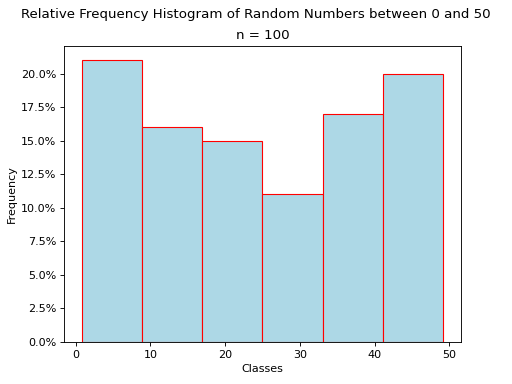 Relative Frequency Histogram of Random Numbers between 0 and 50
n = 100
20.0%
17.5%
15.0%
12.5%
10.0%
7.5%
5.0%
2.5%
0.0%
Frequency
0 10 20 30 40 50
Classes